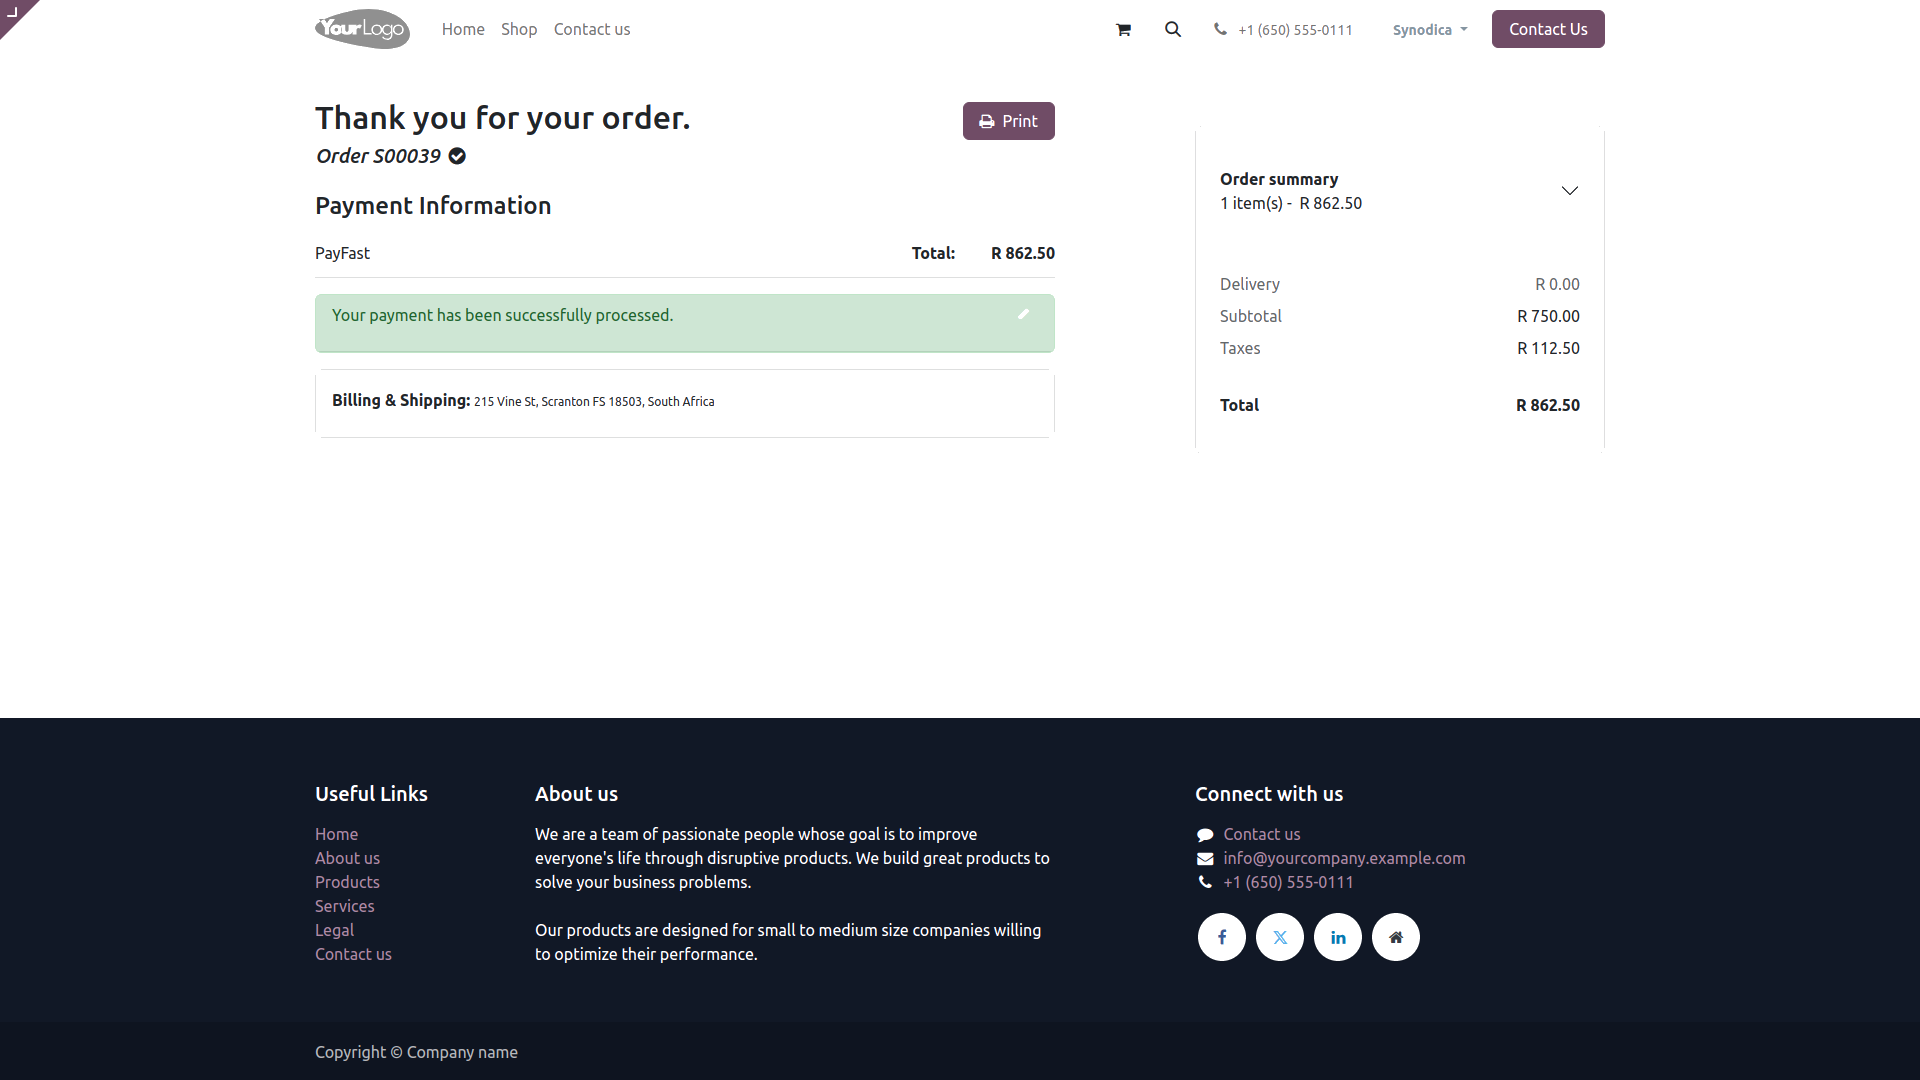 YourLogo
Home
Shop
Contact us
+1 (650) 555-0111
Synodica
Contact Us
Thank you for your order.
Print
Order S00039
Payment Information
PayFast
Total: R 862.50
Your payment has been successfully processed.
Billing & Shipping: 215 Vine St, Scranton FS 18503, South Africa
Order summary
1 item(s) - R 862.50
Delivery R 0.00
Subtotal R 750.00
Taxes R 112.50
Total R 862.50
Useful Links
Home
About us
Products
Services
Legal
Contact us
About us
We are a team of passionate people whose goal is to improve
everyone's life through disruptive products. We build great products to
solve your business problems.
Our products are designed for small to medium size companies willing
to optimize their performance.
Connect with us
Contact us
info@yourcompany.example.com
+1 (650) 555-0111
Copyright © Company name